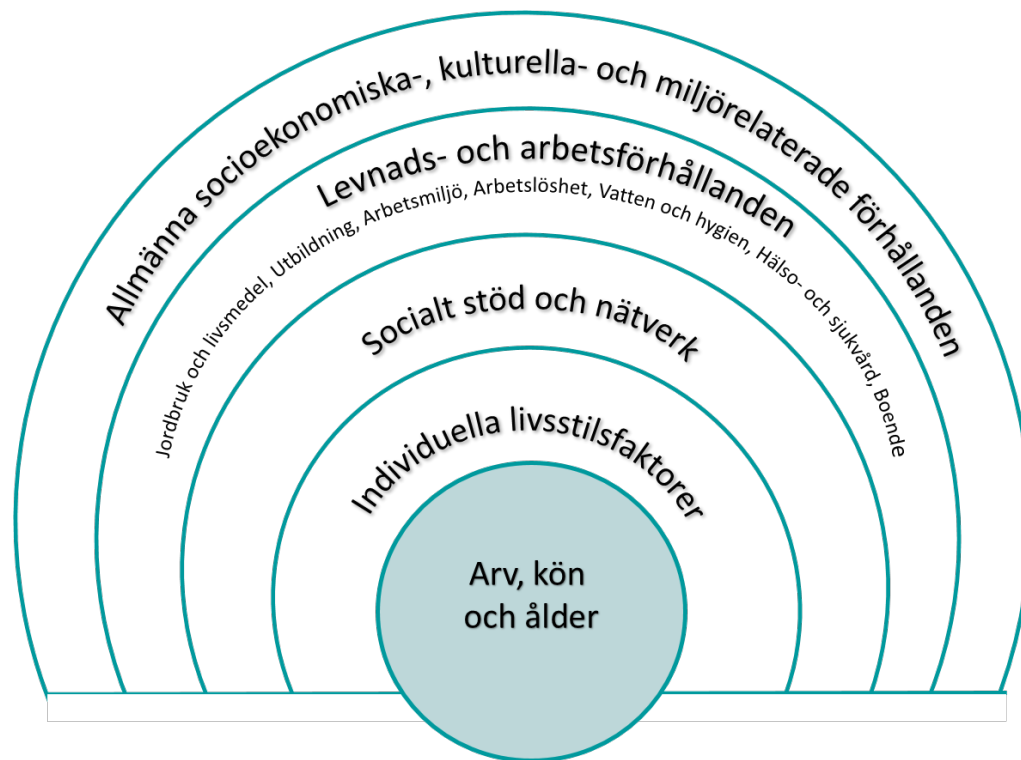 Allmänna socioekonomiska-, kulturella- och miljörelaterade förhållanden
Levnads- och arbetsförhållanden
Jordbruk och livsmedel, Utbildning, Arbetsmiljö, Arbetslöshet, Vatten och hygien, Hälso- och sjukvård, Boende
Socialt stöd och nätverk
Individuella livsstilsfaktorer
Arv, kön
och ålder